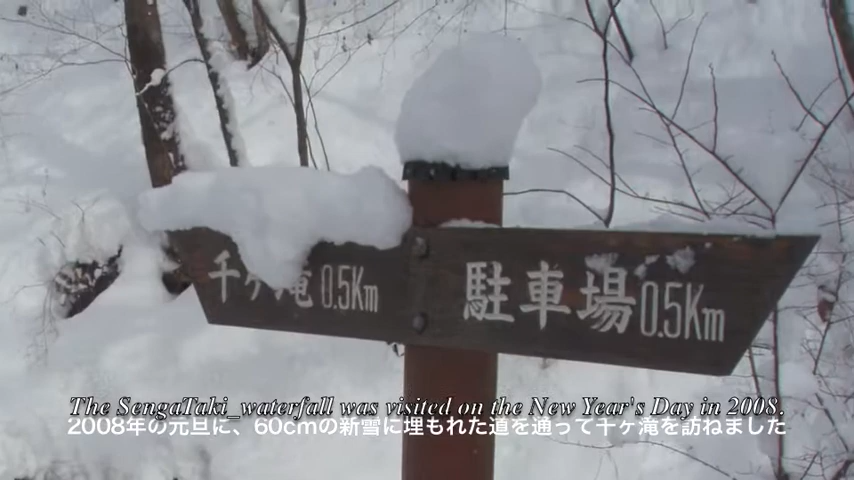 千ヶ滝 0.5Km
駐車場 0.5Km
The SengaTaki_waterfall was visited on the New Year's Day in 2008.
2008年の元旦に、60cmの新雪に埋もれた道を通って千ヶ滝を訪ねました